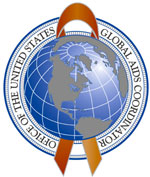 OFFICE OF THE UNITED STATES
GLOBAL AIDS COORDINATOR